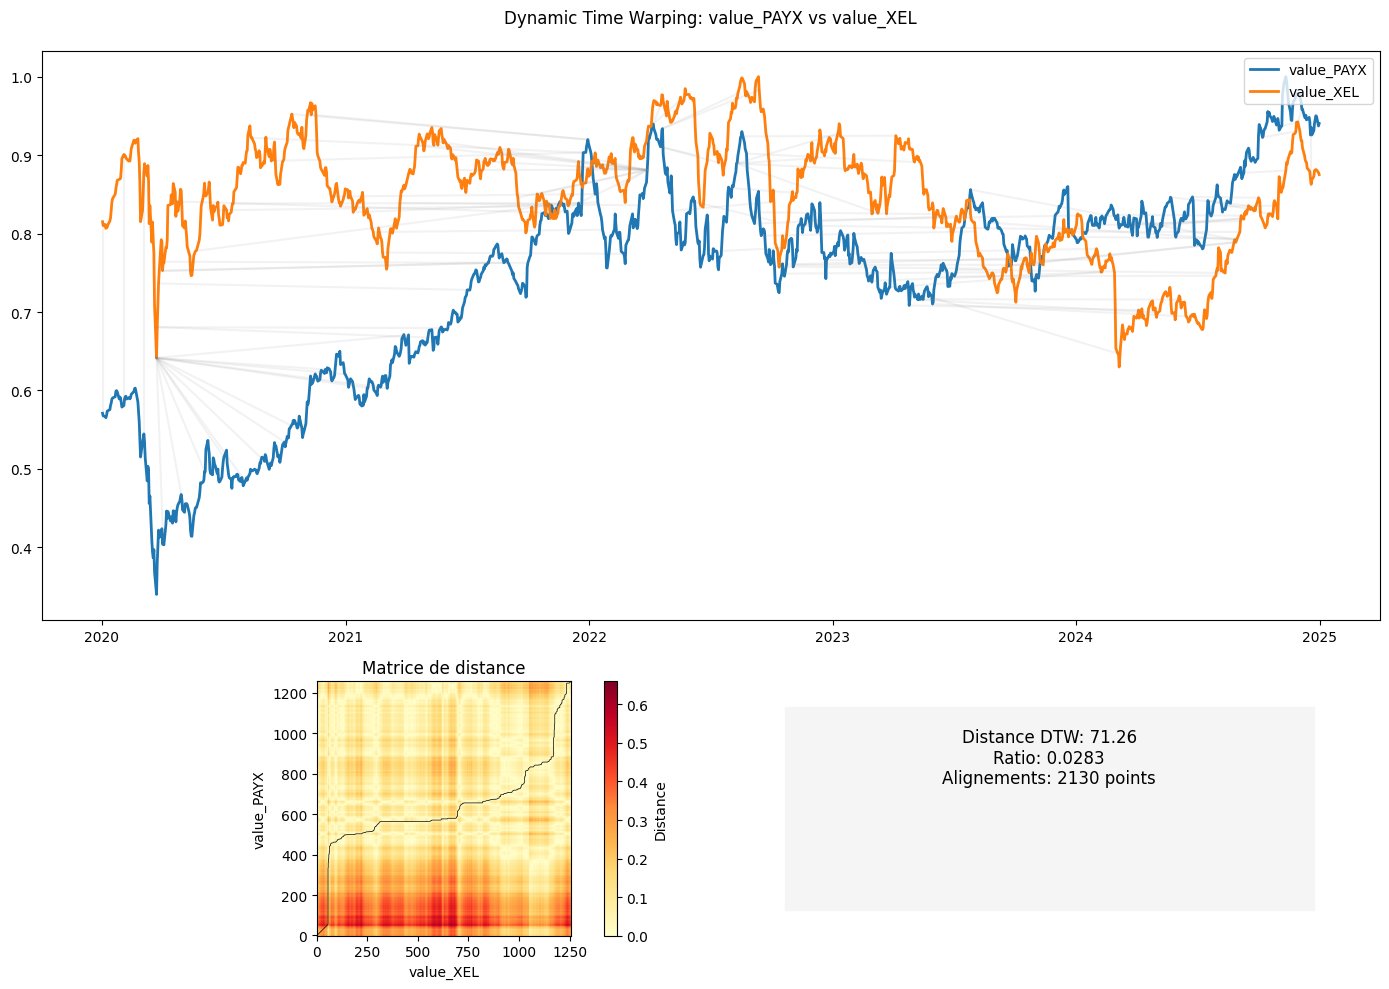 Dynamic Time Warping: value_PAYX vs value_XEL
value_PAYX
value_XEL
1.0
0.9
0.8
0.7
0.6
0.5
0.4
2020 2021 2022 2023 2024 2025
Matrice de distance
value_PAYX
1200
1000
800
600
400
200
0
0 250 500 750 1000 1250
value_XEL
0.6
0.5
0.4
0.3
0.2
0.1
0.0
Distance
Distance DTW: 71.26
Ratio: 0.0283
Alignements: 2130 points